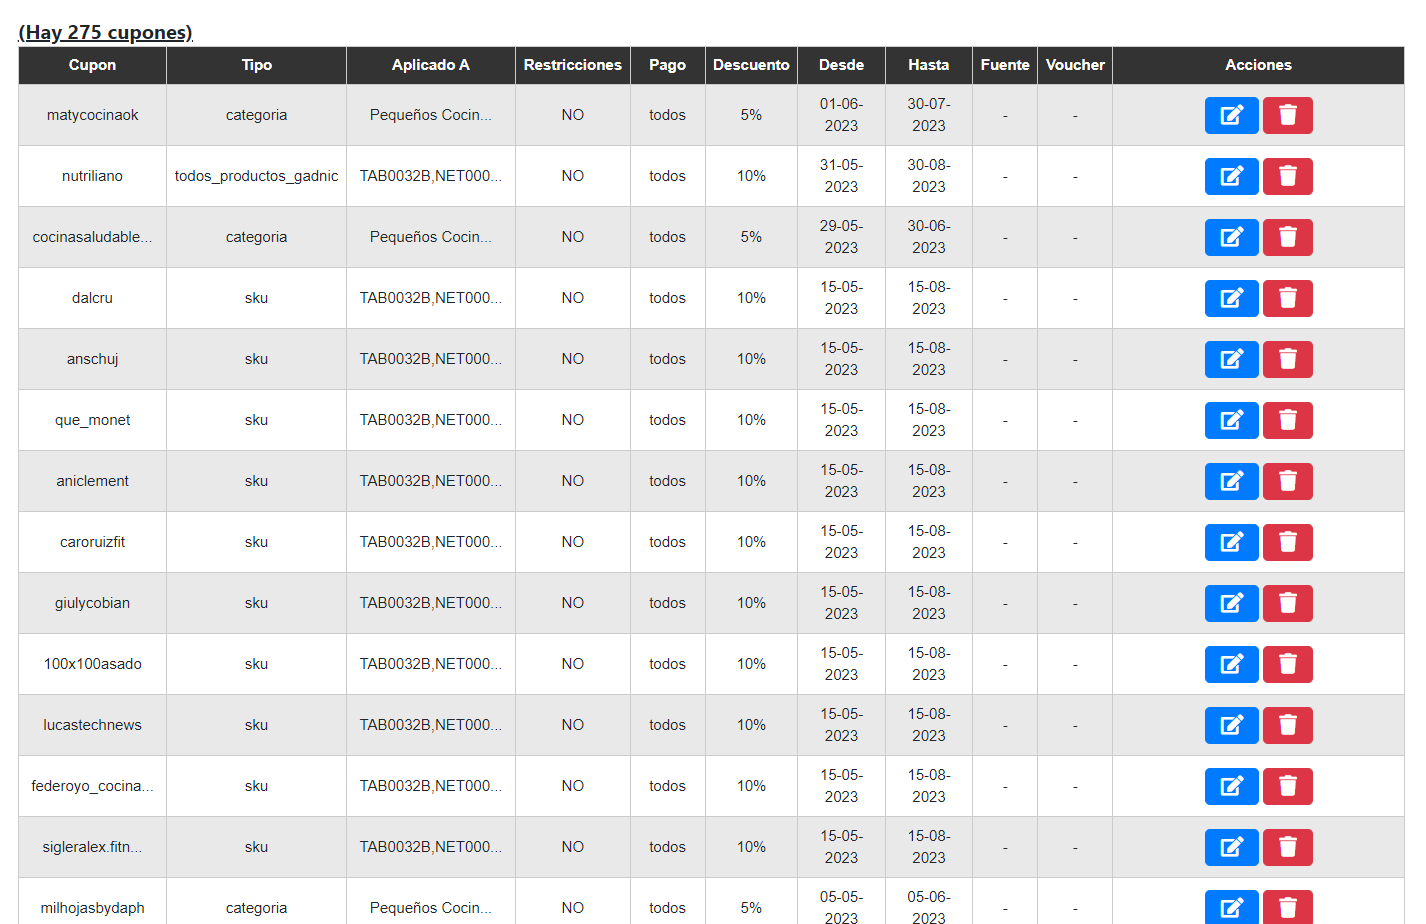 (Hay 275 cupones)
Cupon Tipo Aplicado A Restricciones Pago Descuento Desde Hasta Fuente Voucher Acciones
matycocinaok categoria Pequeños Cocin... NO todos 5% 01-06-2023 30-07-2023 - -
nutriliano todos_productos_gadnic TAB0032B,NET000... NO todos 10% 31-05-2023 30-08-2023 - -
cocinasaludable... categoria Pequeños Cocin... NO todos 5% 29-05-2023 30-06-2023 - -
dalcru sku TAB0032B,NET000... NO todos 10% 15-05-2023 15-08-2023 - -
anschuj sku TAB0032B,NET000... NO todos 10% 15-05-2023 15-08-2023 - -
que_monet sku TAB0032B,NET000... NO todos 10% 15-05-2023 15-08-2023 - -
aniclement sku TAB0032B,NET000... NO todos 10% 15-05-2023 15-08-2023 - -
caroruizfit sku TAB0032B,NET000... NO todos 10% 15-05-2023 15-08-2023 - -
giulycobian sku TAB0032B,NET000... NO todos 10% 15-05-2023 15-08-2023 - -
100x100asado sku TAB0032B,NET000... NO todos 10% 15-05-2023 15-08-2023 - -
lucastechnews sku TAB0032B,NET000... NO todos 10% 15-05-2023 15-08-2023 - -
federoyo_cocina... sku TAB0032B,NET000... NO todos 10% 15-05-2023 15-08-2023 - -
sigleralex.fitn... sku TAB0032B,NET000... NO todos 10% 15-05-2023 15-08-2023 - -
milhojasbydaph categoria Pequeños Cocin... NO todos 5% 05-05-2023 05-06-2023 - -